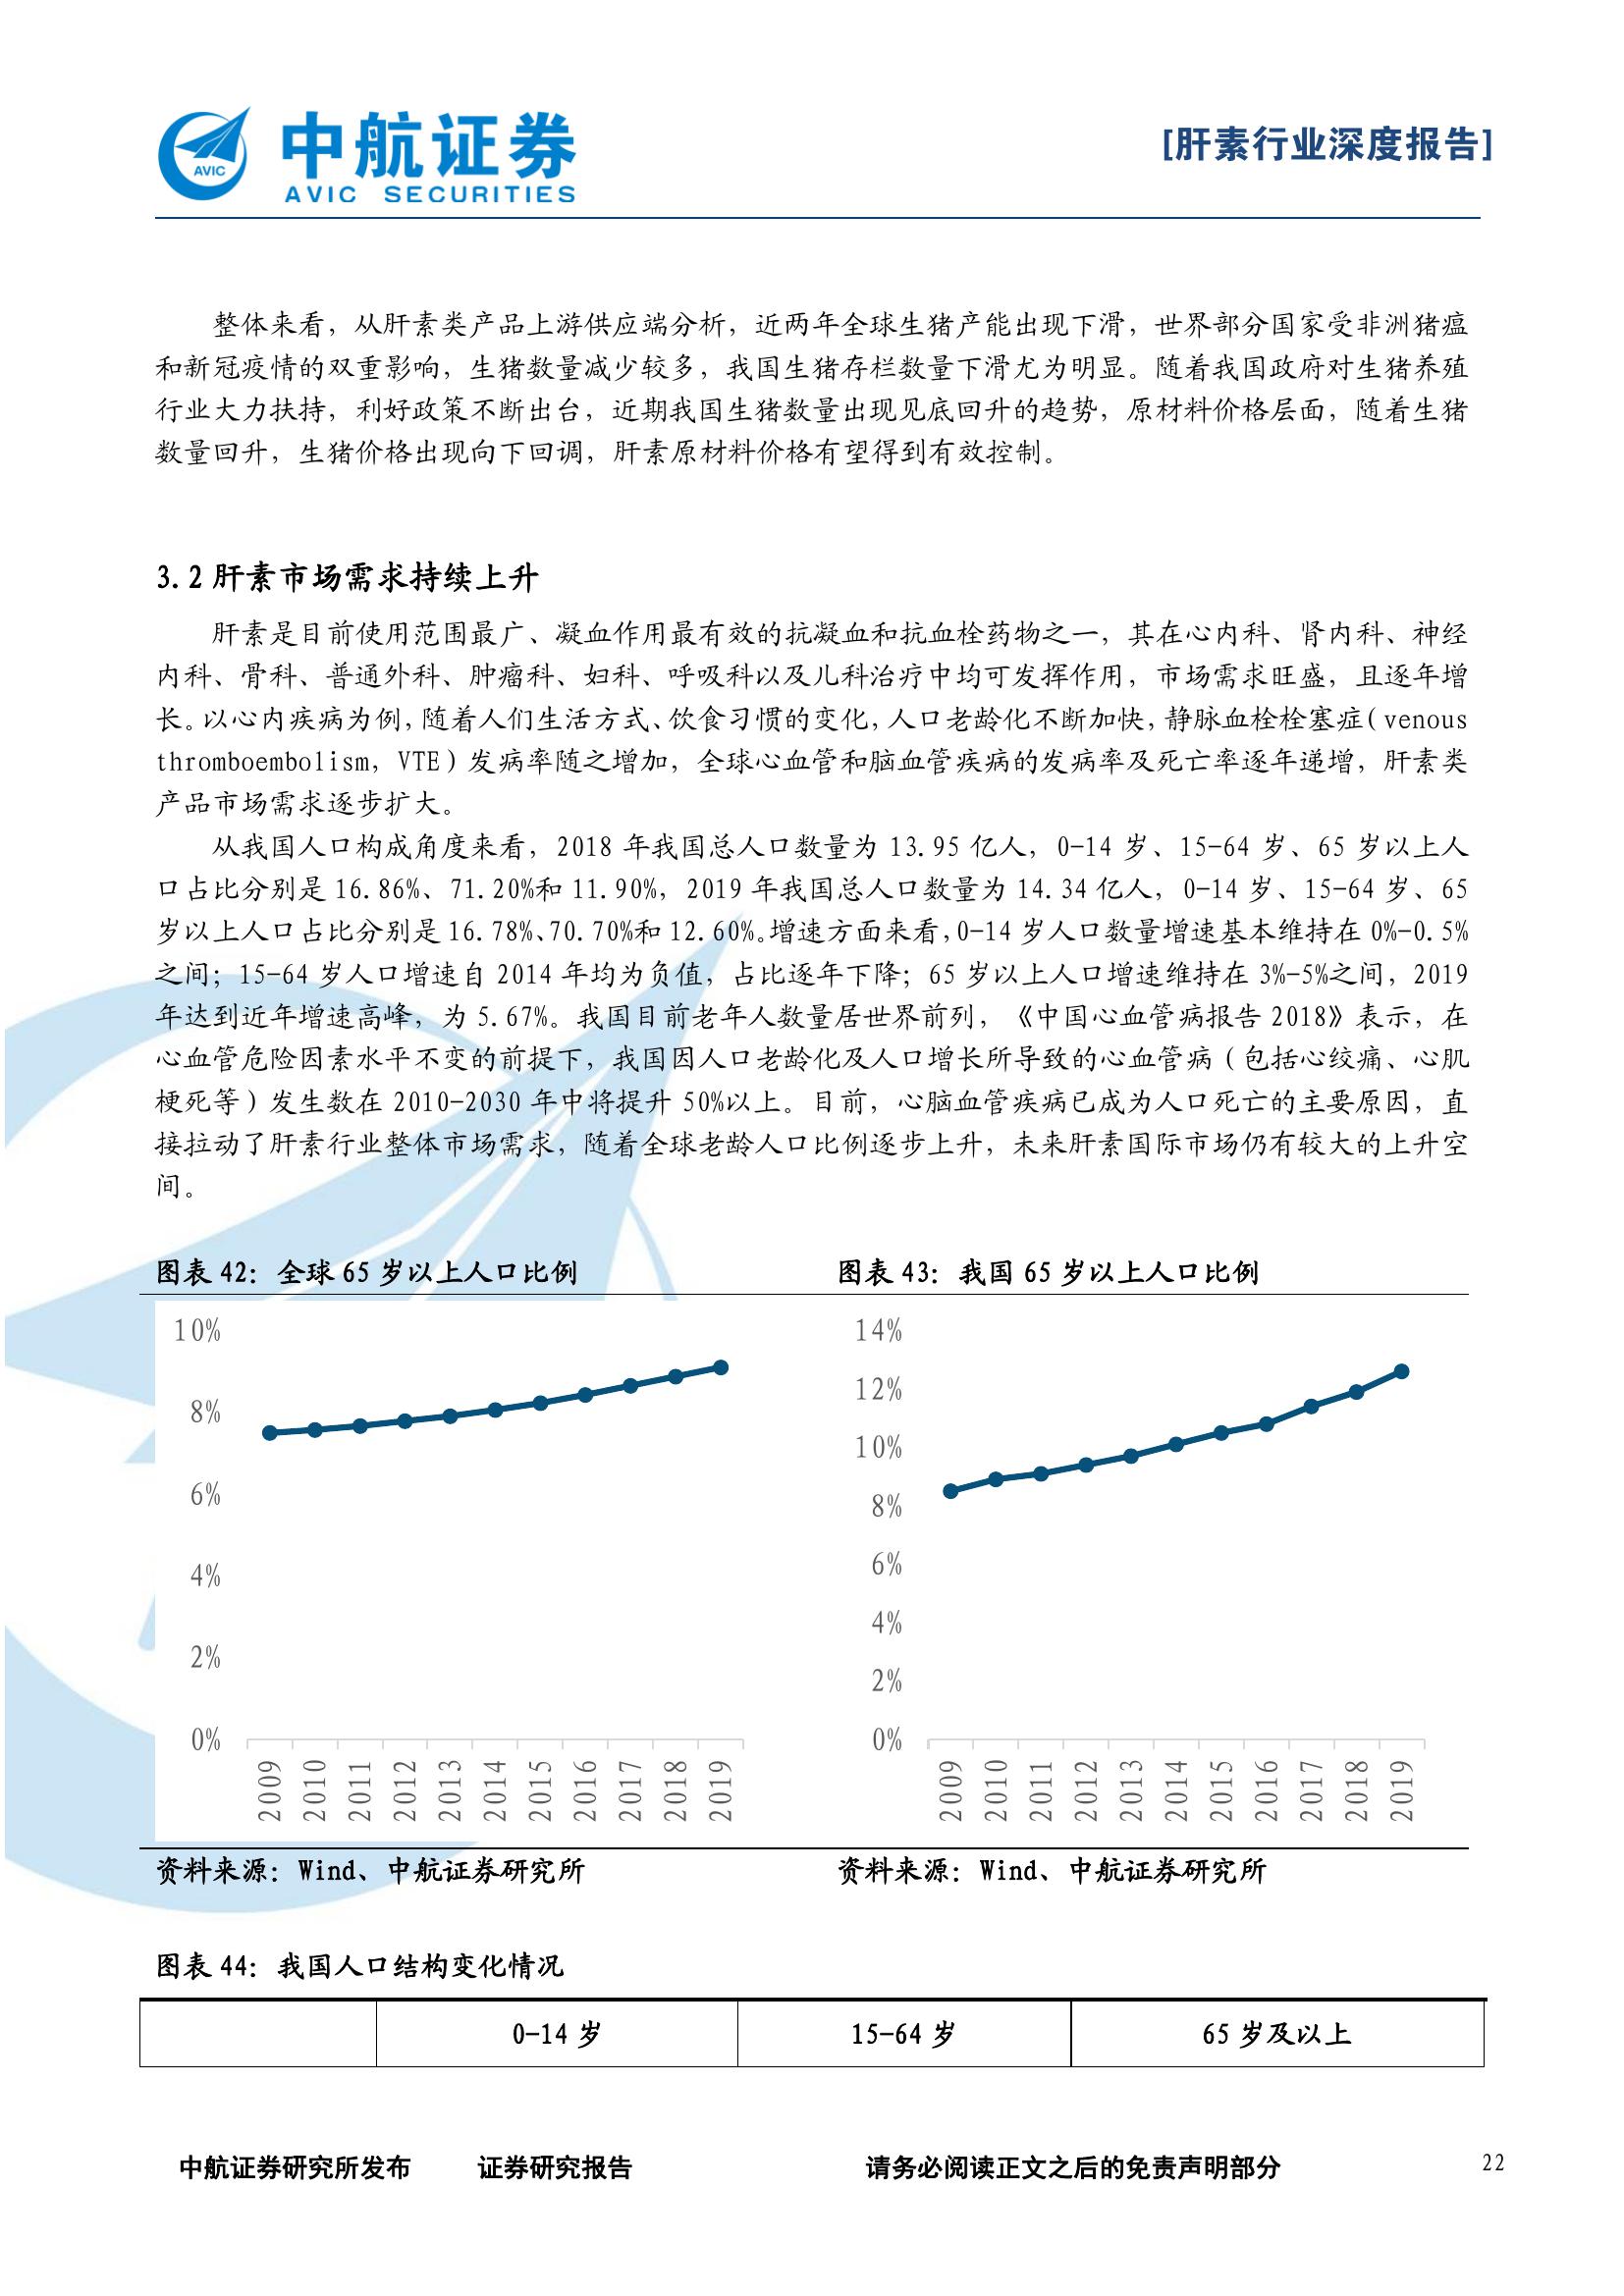 AVIC
中航证券
AVIC SECURITIES
[肝素行业深度报告]
整体来看，从肝素类产品上游供应端分析，近两年全球生猪产能出现下滑，世界部分国家受非洲猪瘟
和新冠疫情的双重影响，生猪数量减少较多，我国生猪存栏数量下滑尤为明显。随着我国政府对生猪养殖
行业大力扶持，利好政策不断出台，近期我国生猪数量出现见底回升的趋势，原材料价格层面，随着生猪
数量回升，生猪价格出现向下回调，肝素原材料价格有望得到有效控制。
3.2 肝素市场需求持续上升
肝素是目前使用范围最广、凝血作用最有效的抗凝血和抗血栓药物之一，其在心内科、肾内科、神经
内科、骨科、普通外科、肿瘤科、妇科、呼吸科以及儿科治疗中均可发挥作用，市场需求旺盛，且逐年增
长。以心内疾病为例，随着人们生活方式、饮食习惯的变化，人口老龄化不断加快，静脉血栓栓塞症（venous
thromboembolism，VTE）发病率随之增加，全球心血管和脑血管疾病的发病率及死亡率逐年递增，肝素类
产品市场需求逐步扩大。
从我国人口构成角度来看，2018 年我国总人口数量为 13.95 亿人，0-14 岁、15-64 岁、65 岁以上人
口占比分别是 16.86%、71.20%和 11.90%，2019 年我国总人口数量为 14.34 亿人，0-14 岁、15-64 岁、65
岁以上人口占比分别是 16.78%、70.70%和 12.60%。增速方面来看，0-14 岁人口数量增速基本维持在 0%-0.5%
之间；15-64 岁人口增速自 2014 年均为负值，占比逐年下降；65 岁以上人口增速维持在 3%-5%之间，2019
年达到近年增速高峰，为 5.67%。我国目前老年人数量居世界前列，《中国心血管病报告 2018》表示，在
心血管危险因素水平不变的前提下，我国因人口老龄化及人口增长所导致的心血管病（包括心绞痛、心肌
梗死等）发生数在 2010-2030 年中将提升 50%以上。目前，心脑血管疾病已成为人口死亡的主要原因，直
接拉动了肝素行业整体市场需求，随着全球老龄人口比例逐步上升，未来肝素国际市场仍有较大的上升空
间。
图表 42：全球 65 岁以上人口比例
10%
8%
6%
4%
2%
0%
2009 2010 2011 2012 2013 2014 2015 2016 2017 2018 2019
资料来源：Wind、中航证券研究所
图表 43：我国 65 岁以上人口比例
14%
12%
10%
8%
6%
4%
2%
0%
2009 2010 2011 2012 2013 2014 2015 2016 2017 2018 2019
资料来源：Wind、中航证券研究所
图表 44：我国人口结构变化情况
0-14 岁 15-64 岁 65 岁及以上
中航证券研究所发布 证券研究报告 请务必阅读正文之后的免责声明部分 22